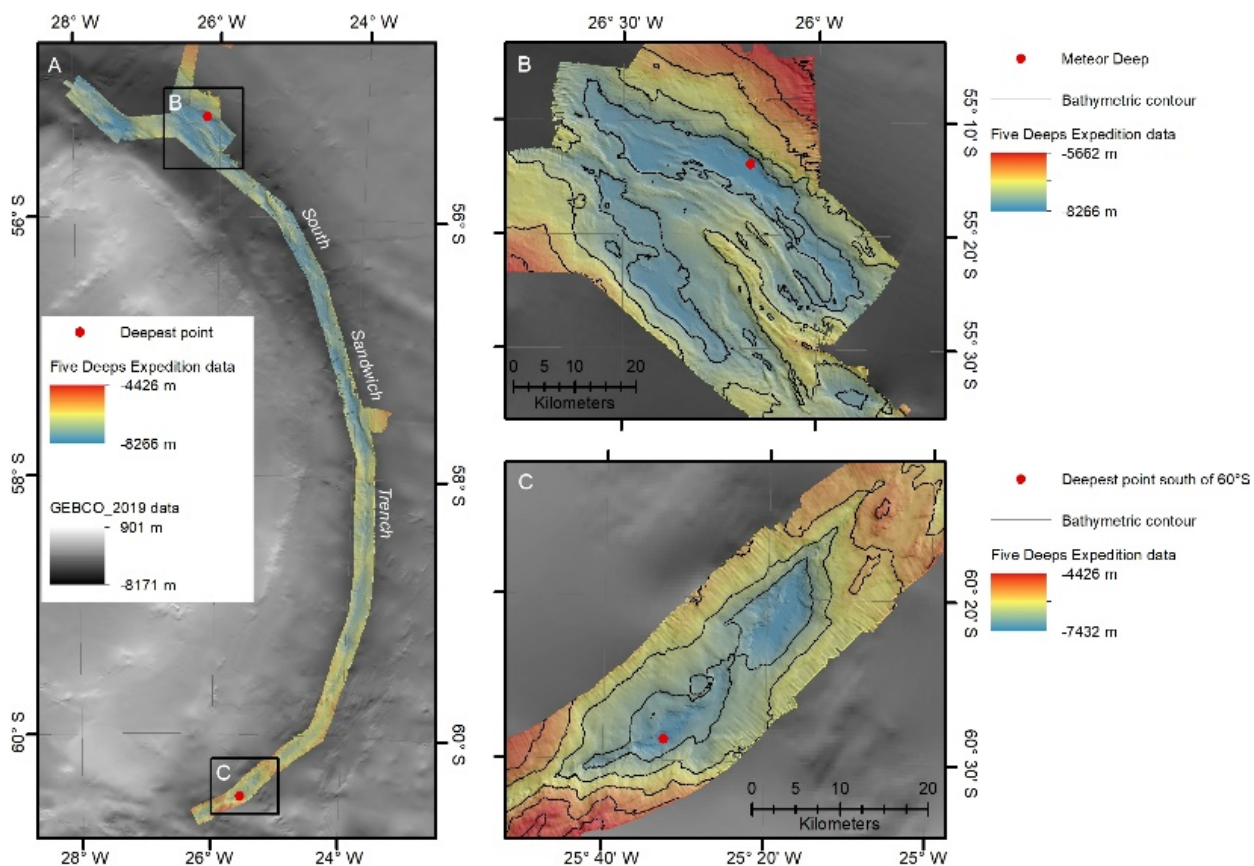 28° W 26° W 24° W
A
B
56°S
56°S
South
Sandwich
Trench
Deepest point
Five Deeps Expedition data
-4426 m
-8266 m
GEBCO_2019 data
901 m
-8171 m
58°S
58°S
60°S
60°S
C
28° W 26° W 24° W
26° 30' W 26° W
B
55° 10' S
55° 20' S
55° 30' S
0 5 10 15 20
Kilometers
Meteor Deep
Bathymetric contour
Five Deeps Expedition data
-5662 m
-8266 m
C
60° 20' S
60° 30' S
0 5 10 20
Kilometers
25° 40' W 25° 20' W 25° W
Deepest point south of 60°S
Bathymetric contour
Five Deeps Expedition data
-4426 m
-7432 m